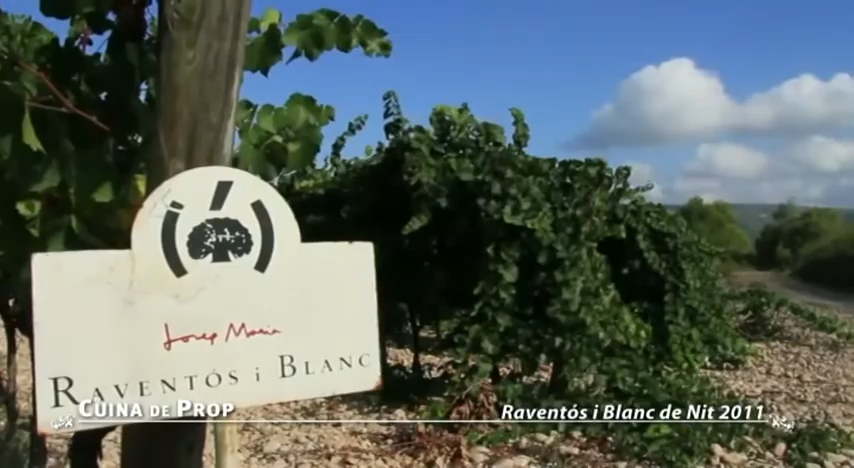 Josep Maria
RAVENTÓS i BLANC
CUINA DE PROP
Raventós i Blanc de Nit 2011